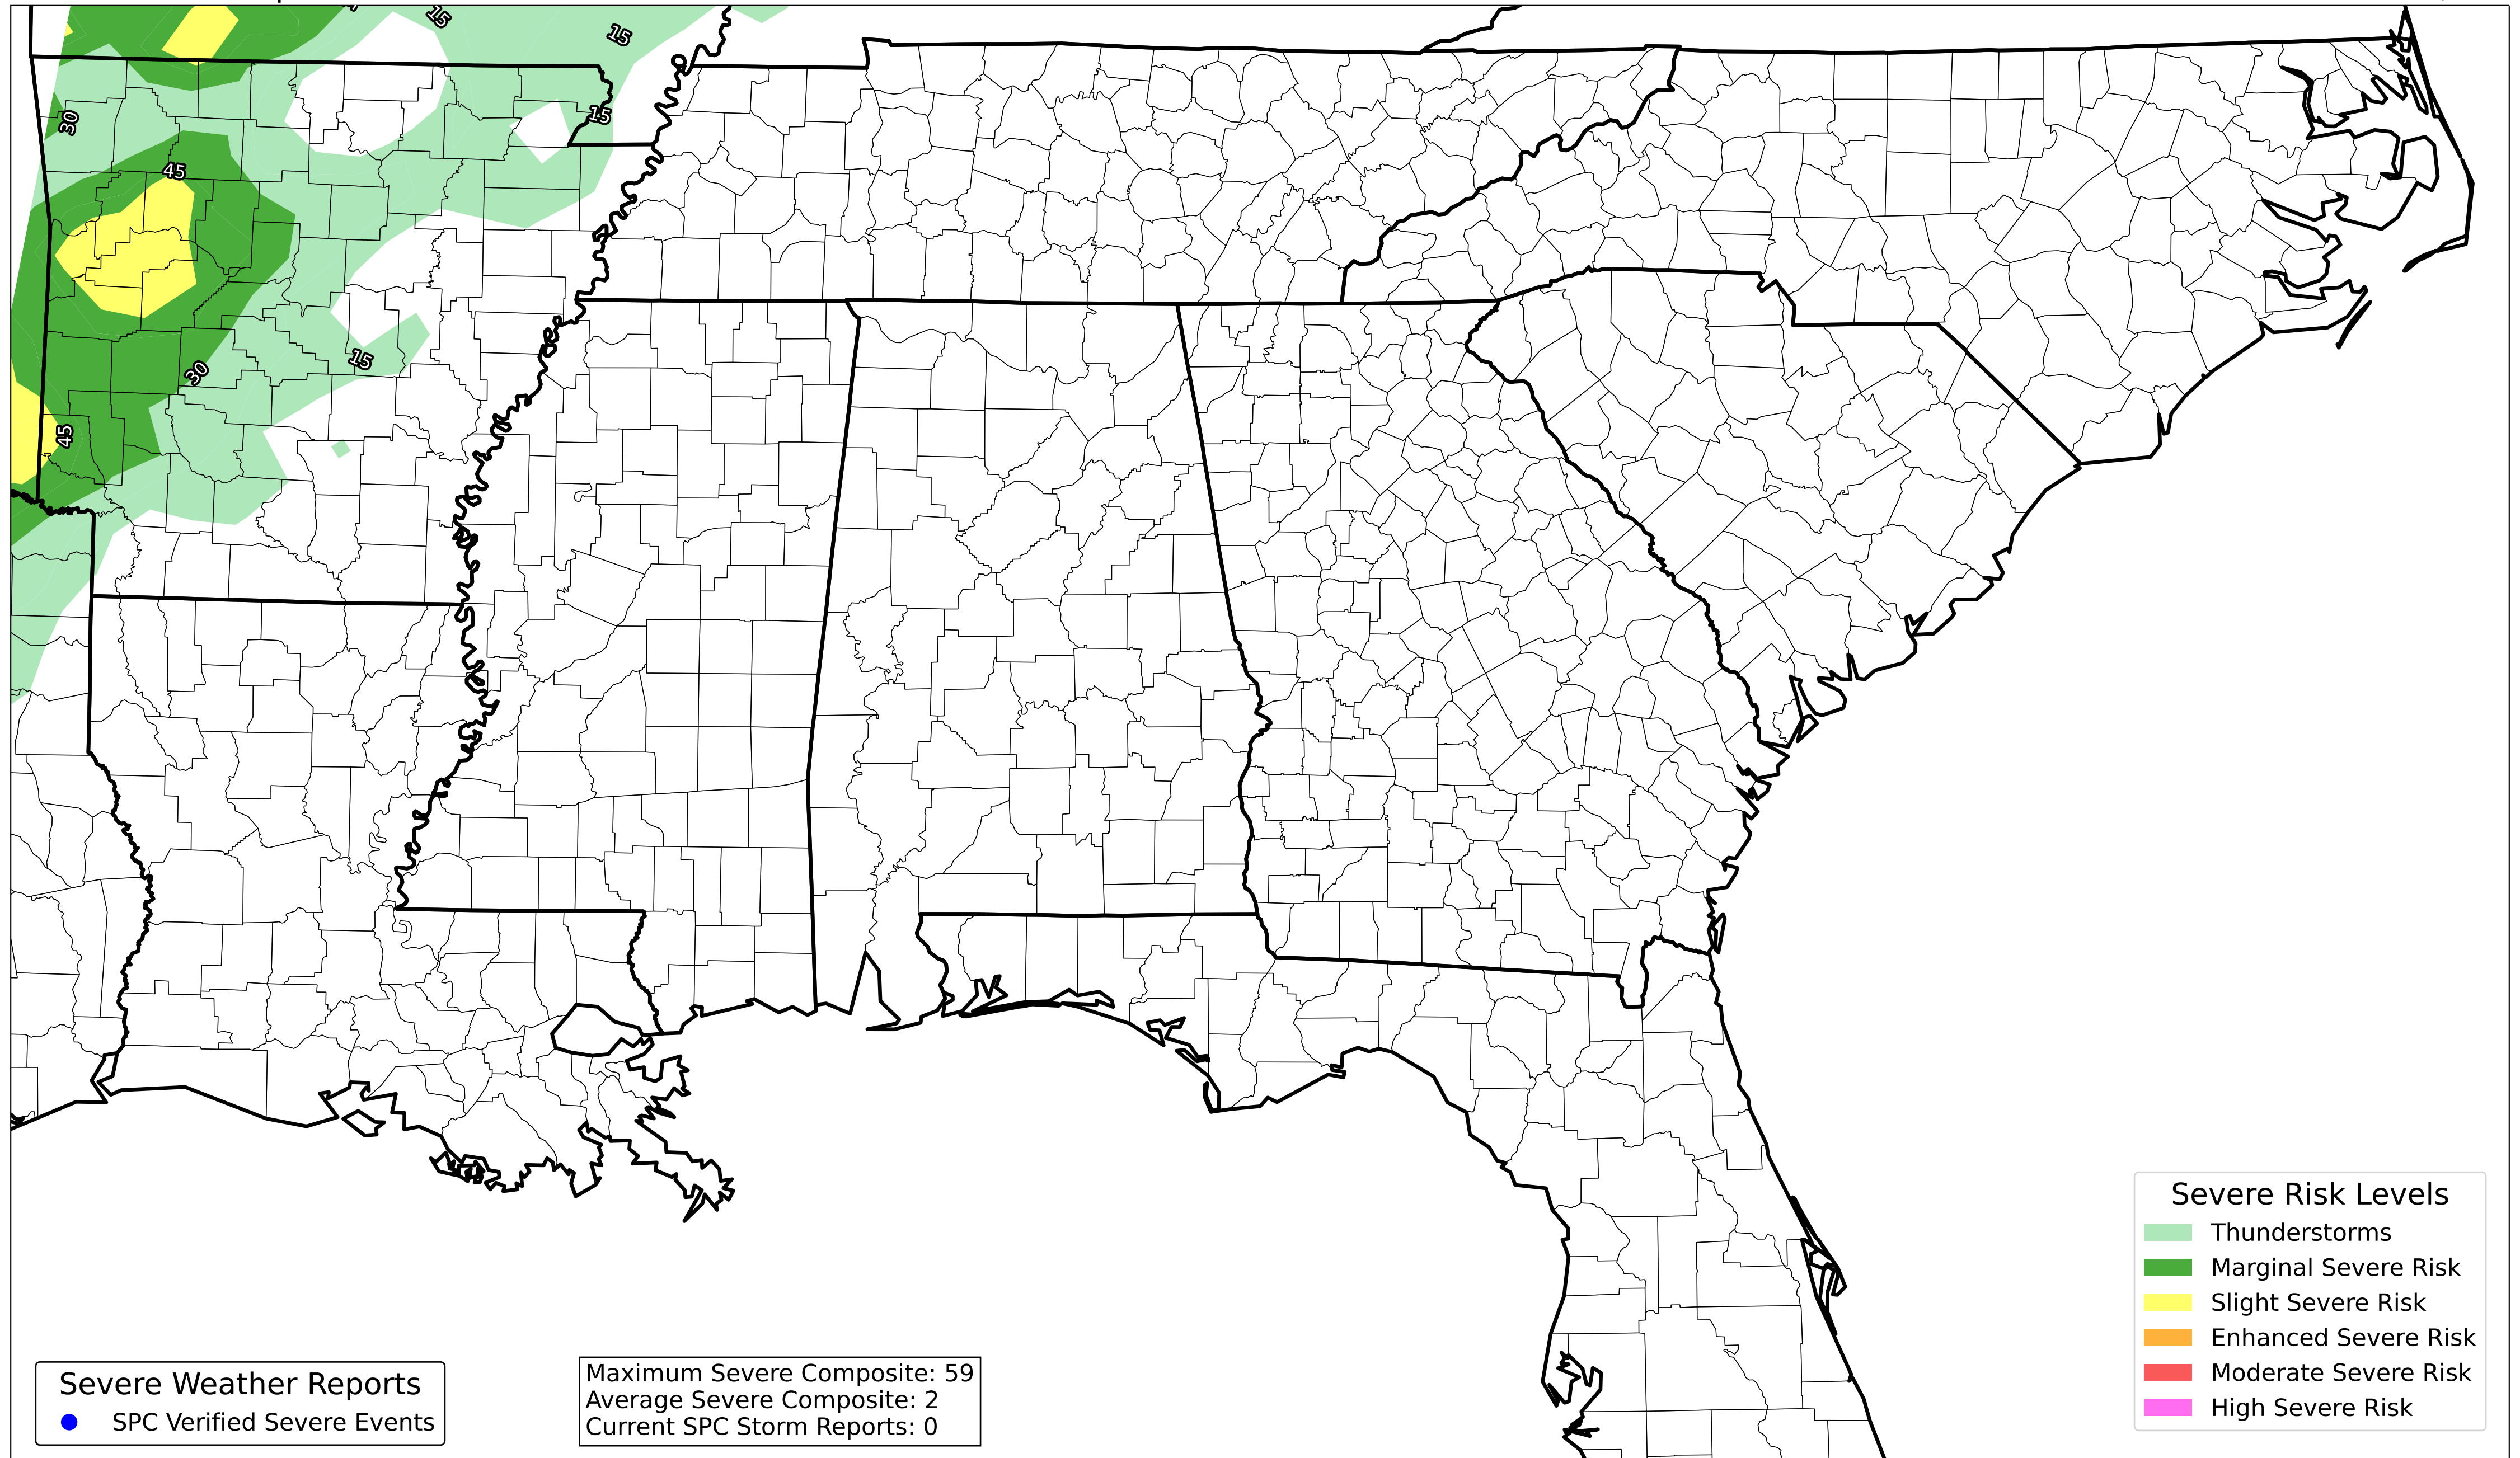 15
15
15
30
45
15
30
45
Severe Risk Levels
Thunderstorms
Marginal Severe Risk
Slight Severe Risk
Enhanced Severe Risk
Moderate Severe Risk
High Severe Risk
Severe Weather Reports
SPC Verified Severe Events
Maximum Severe Composite: 59
Average Severe Composite: 2
Current SPC Storm Reports: 0